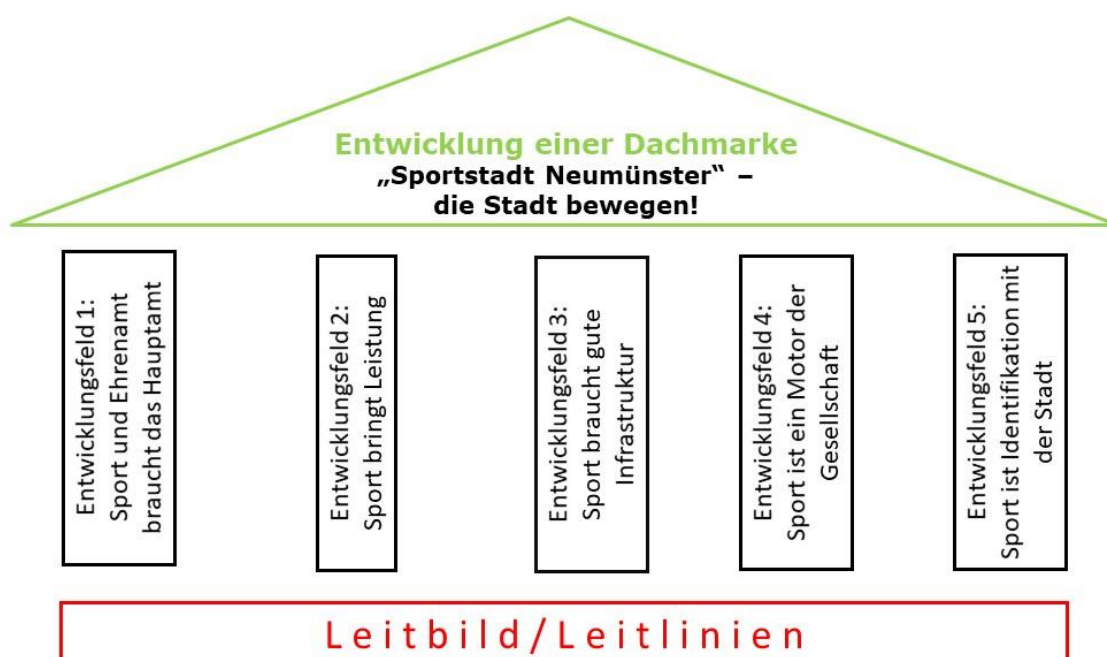 Entwicklung einer Dachmarke
„Sportstadt Neumünster“ –
die Stadt bewegen!
Entwicklungsfeld 1:
Sport und Ehrenamt
braucht das Hauptamt
Entwicklungsfeld 2:
Sport bringt Leistung
Entwicklungsfeld 3:
Sport braucht gute
Infrastruktur
Entwicklungsfeld 4:
Sport ist ein Motor der
Gesellschaft
Entwicklungsfeld 5:
Sport ist Identifikation mit
der Stadt
Leitbild/Leitlinien